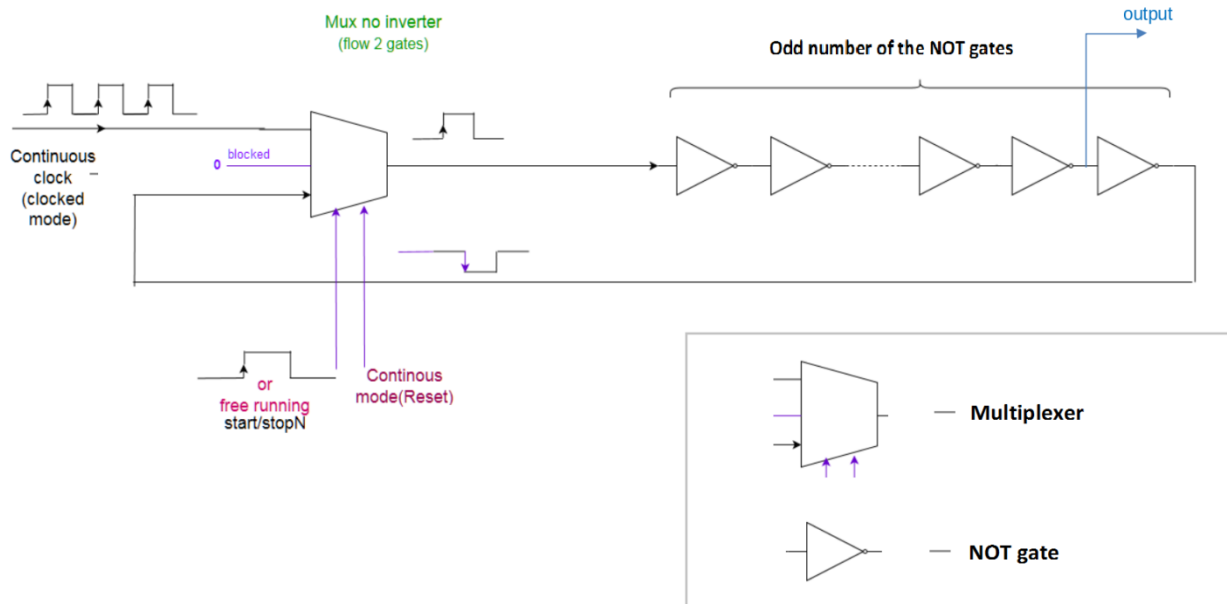 output
Mux no inverter
(flow 2 gates)
Odd number of the NOT gates
Continuous
clock
(clocked
mode)
0 blocked
or
free running
start/stopN
Continous
mode(Reset)
Multiplexer
NOT gate